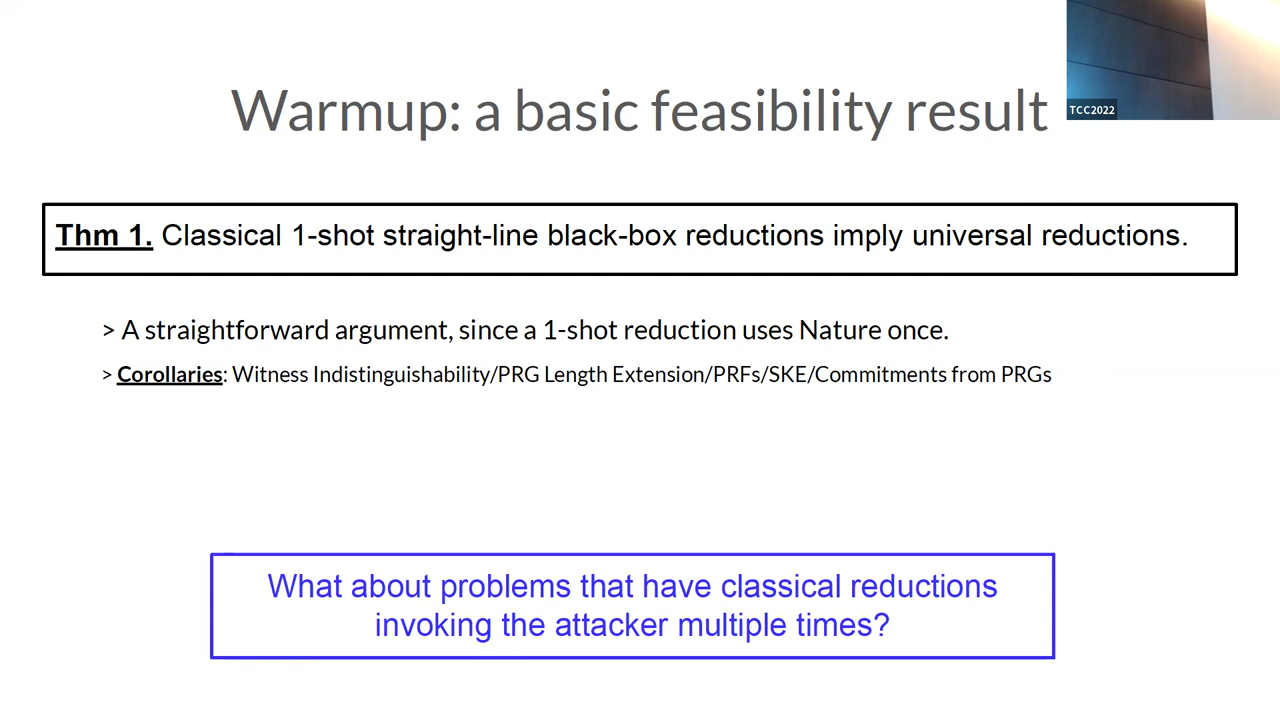 TCC2022
Warmup: a basic feasibility result
Thm 1. Classical 1-shot straight-line black-box reductions imply universal reductions.
> A straightforward argument, since a 1-shot reduction uses Nature once.
> Corollaries: Witness Indistinguishability/PRG Length Extension/PRFs/SKE/Commitments from PRGs
What about problems that have classical reductions
invoking the attacker multiple times?